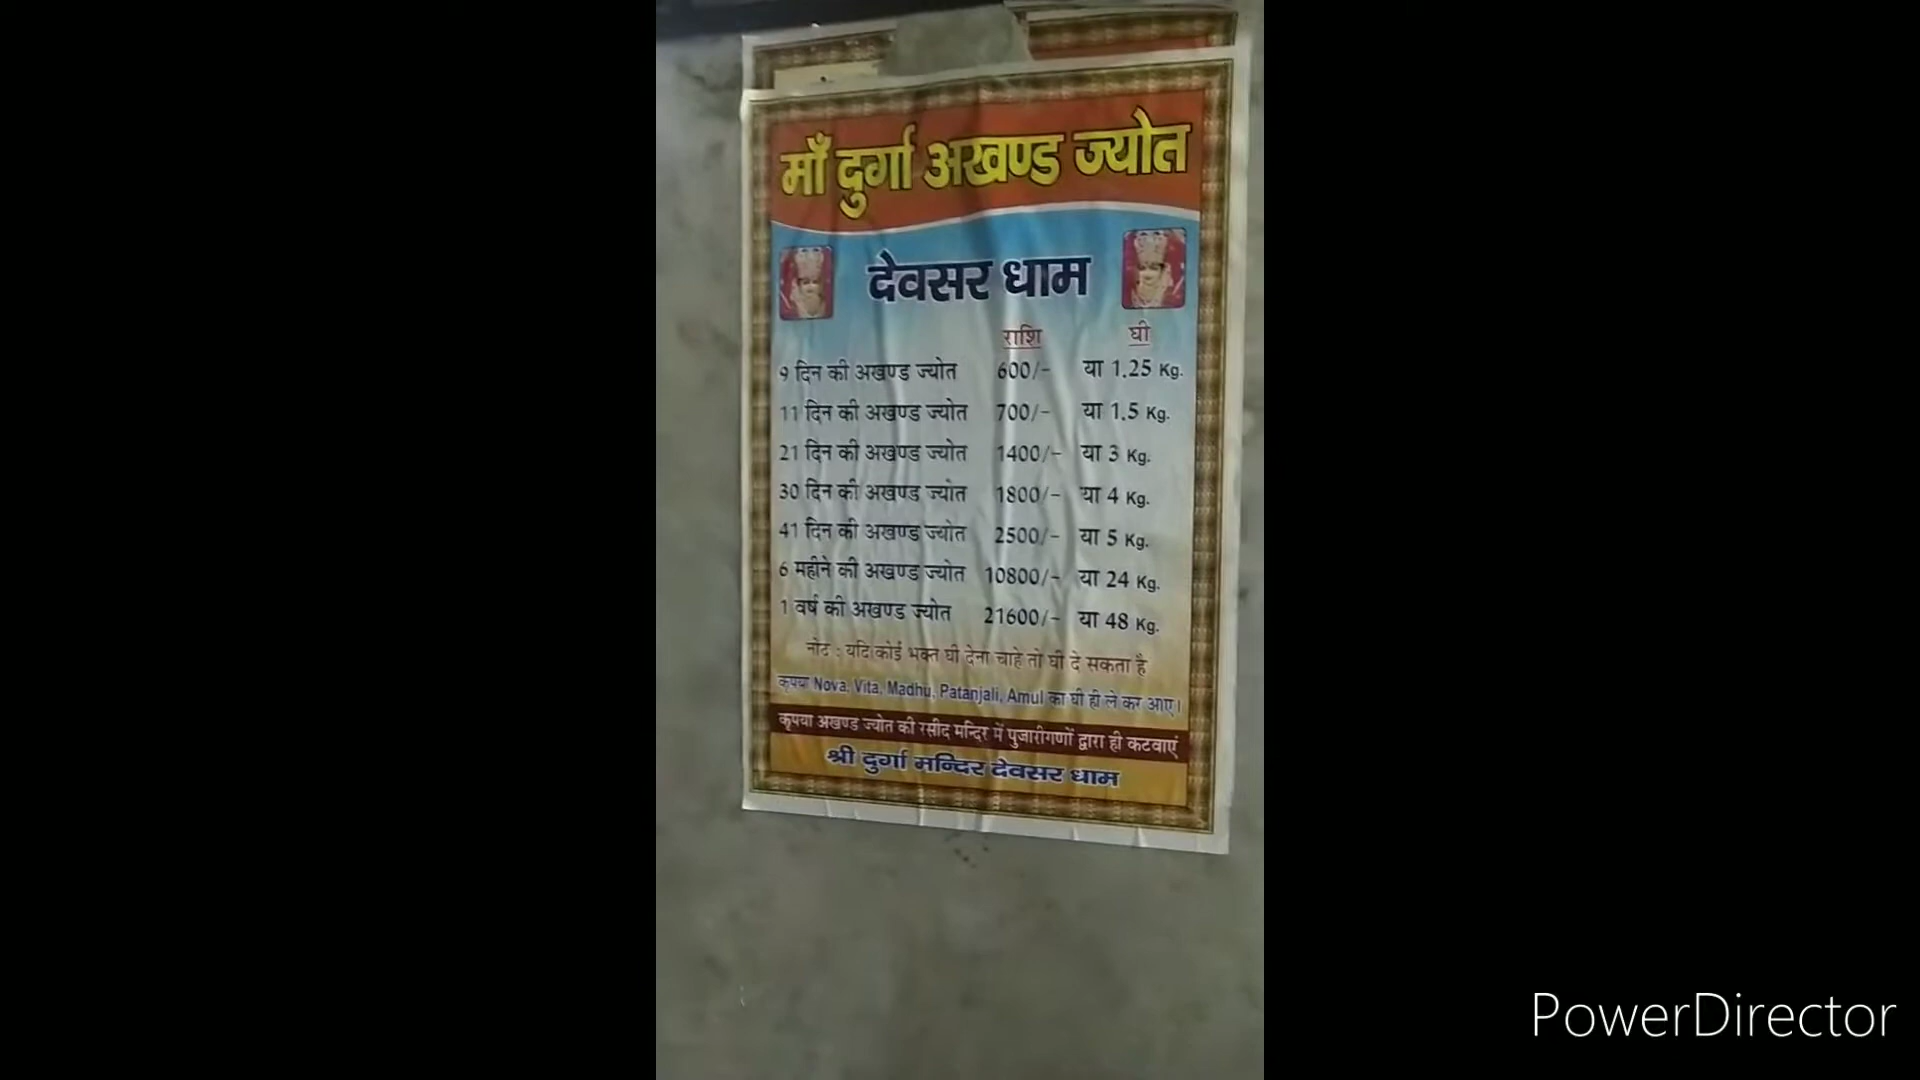 माँ दुर्गा अखण्ड ज्योत
देवसर धाम
राशि घी
9 दिन की अखण्ड ज्योत 600/- या 1.25 Kg.
11 दिन की अखण्ड ज्योत 700/- या 1.5 Kg.
21 दिन की अखण्ड ज्योत 1400/- या 3 Kg.
30 दिन की अखण्ड ज्योत 1800/- या 4 Kg.
41 दिन की अखण्ड ज्योत 2500/- या 5 Kg.
6 महीने की अखण्ड ज्योत 10800/- या 24 Kg.
1 वर्ष की अखण्ड ज्योत 21600/- या 48 Kg.
नोट : यदि कोई भक्त घी देना चाहे तो घी दे सकता है
कृपया Nova, Vita, Madhu, Patanjali, Amul का घी ही ले कर आए।
कृपया अखण्ड ज्योत की रसीद मन्दिर में पुजारीगणों द्वारा ही कटवाएं
श्री दुर्गा मन्दिर देवसर धाम
PowerDirector